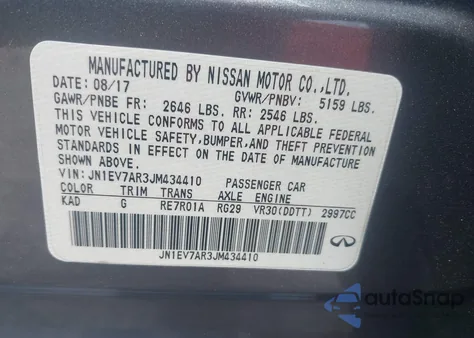 MANUFACTURED BY NISSAN MOTOR CO.,LTD.
DATE: 08/17 GVWR/PNBV: 5159 LBS.
GAWR/PNBE FR: 2646 LBS. RR: 2546 LBS.
THIS VEHICLE CONFORMS TO ALL APPLICABLE FEDERAL
MOTOR VEHICLE SAFETY, BUMPER, AND THEFT PREVENTION
STANDARDS IN EFFECT ON THE DATE OF MANUFACTURE
SHOWN ABOVE.
VIN: JN1EV7AR3JM434410 PASSENGER CAR
COLOR TRIM TRANS AXLE ENGINE
KAD G RE7R01A RG29 VR30(DDTT) 2997CC
JN1EV7AR3JM434410
autoSnap